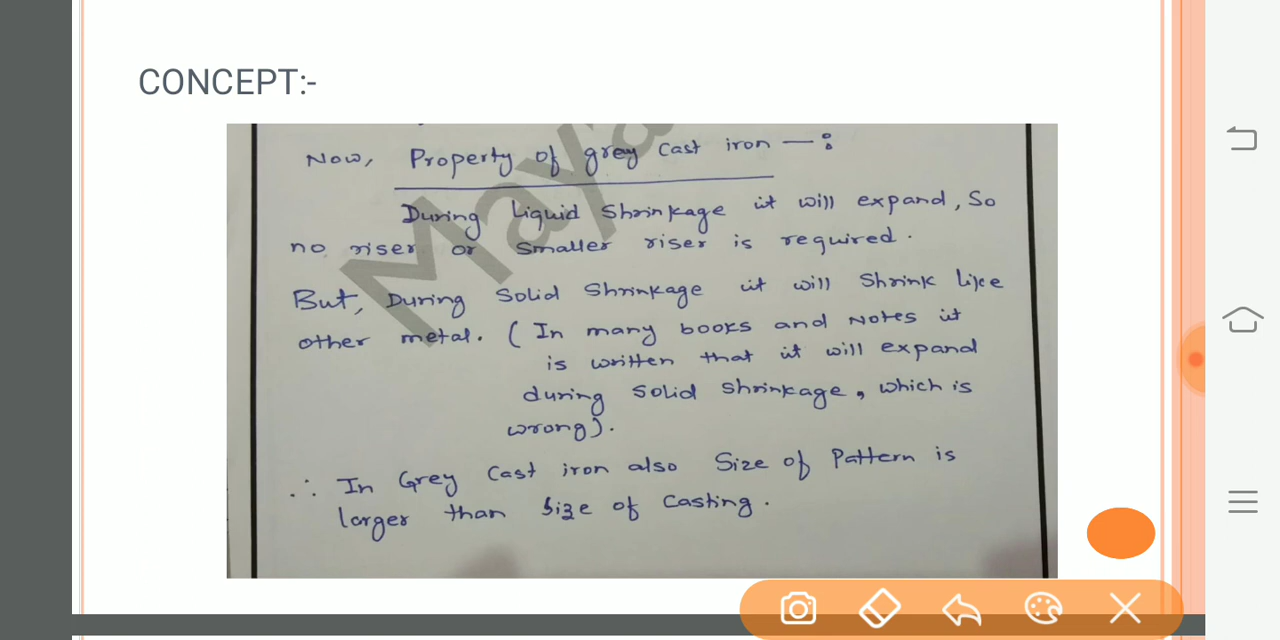 CONCEPT:-
Now, Property of grey cast iron —:
During Liquid Shrinkage it will expand, So
no riser or smaller riser is required.
But, During Solid Shrinkage it will Shrink like
other metal. (In many books and Notes it
is written that it will expand
during Solid Shrinkage, which is
wrong).
∴ In Grey Cast iron also Size of Pattern is
larger than Size of Casting.